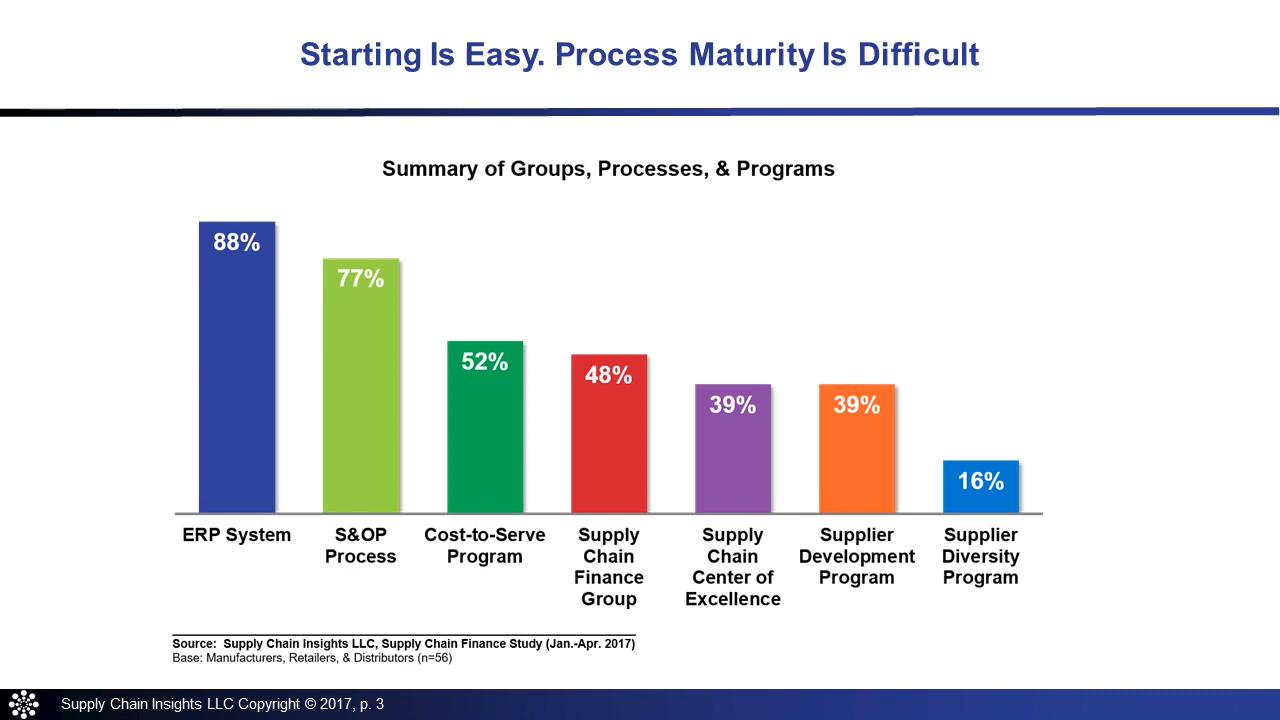 Starting Is Easy. Process Maturity Is Difficult
Summary of Groups, Processes, & Programs
88%
77%
52%
48%
39%
39%
16%
ERP System
S&OP
Process
Cost-to-Serve
Program
Supply
Chain
Finance
Group
Supply
Chain
Center of
Excellence
Supplier
Development
Program
Supplier
Diversity
Program
Source:  Supply Chain Insights LLC, Supply Chain Finance Study (Jan.-Apr. 2017)
Base: Manufacturers, Retailers, & Distributors (n=56)
Supply Chain Insights LLC Copyright © 2017, p. 3